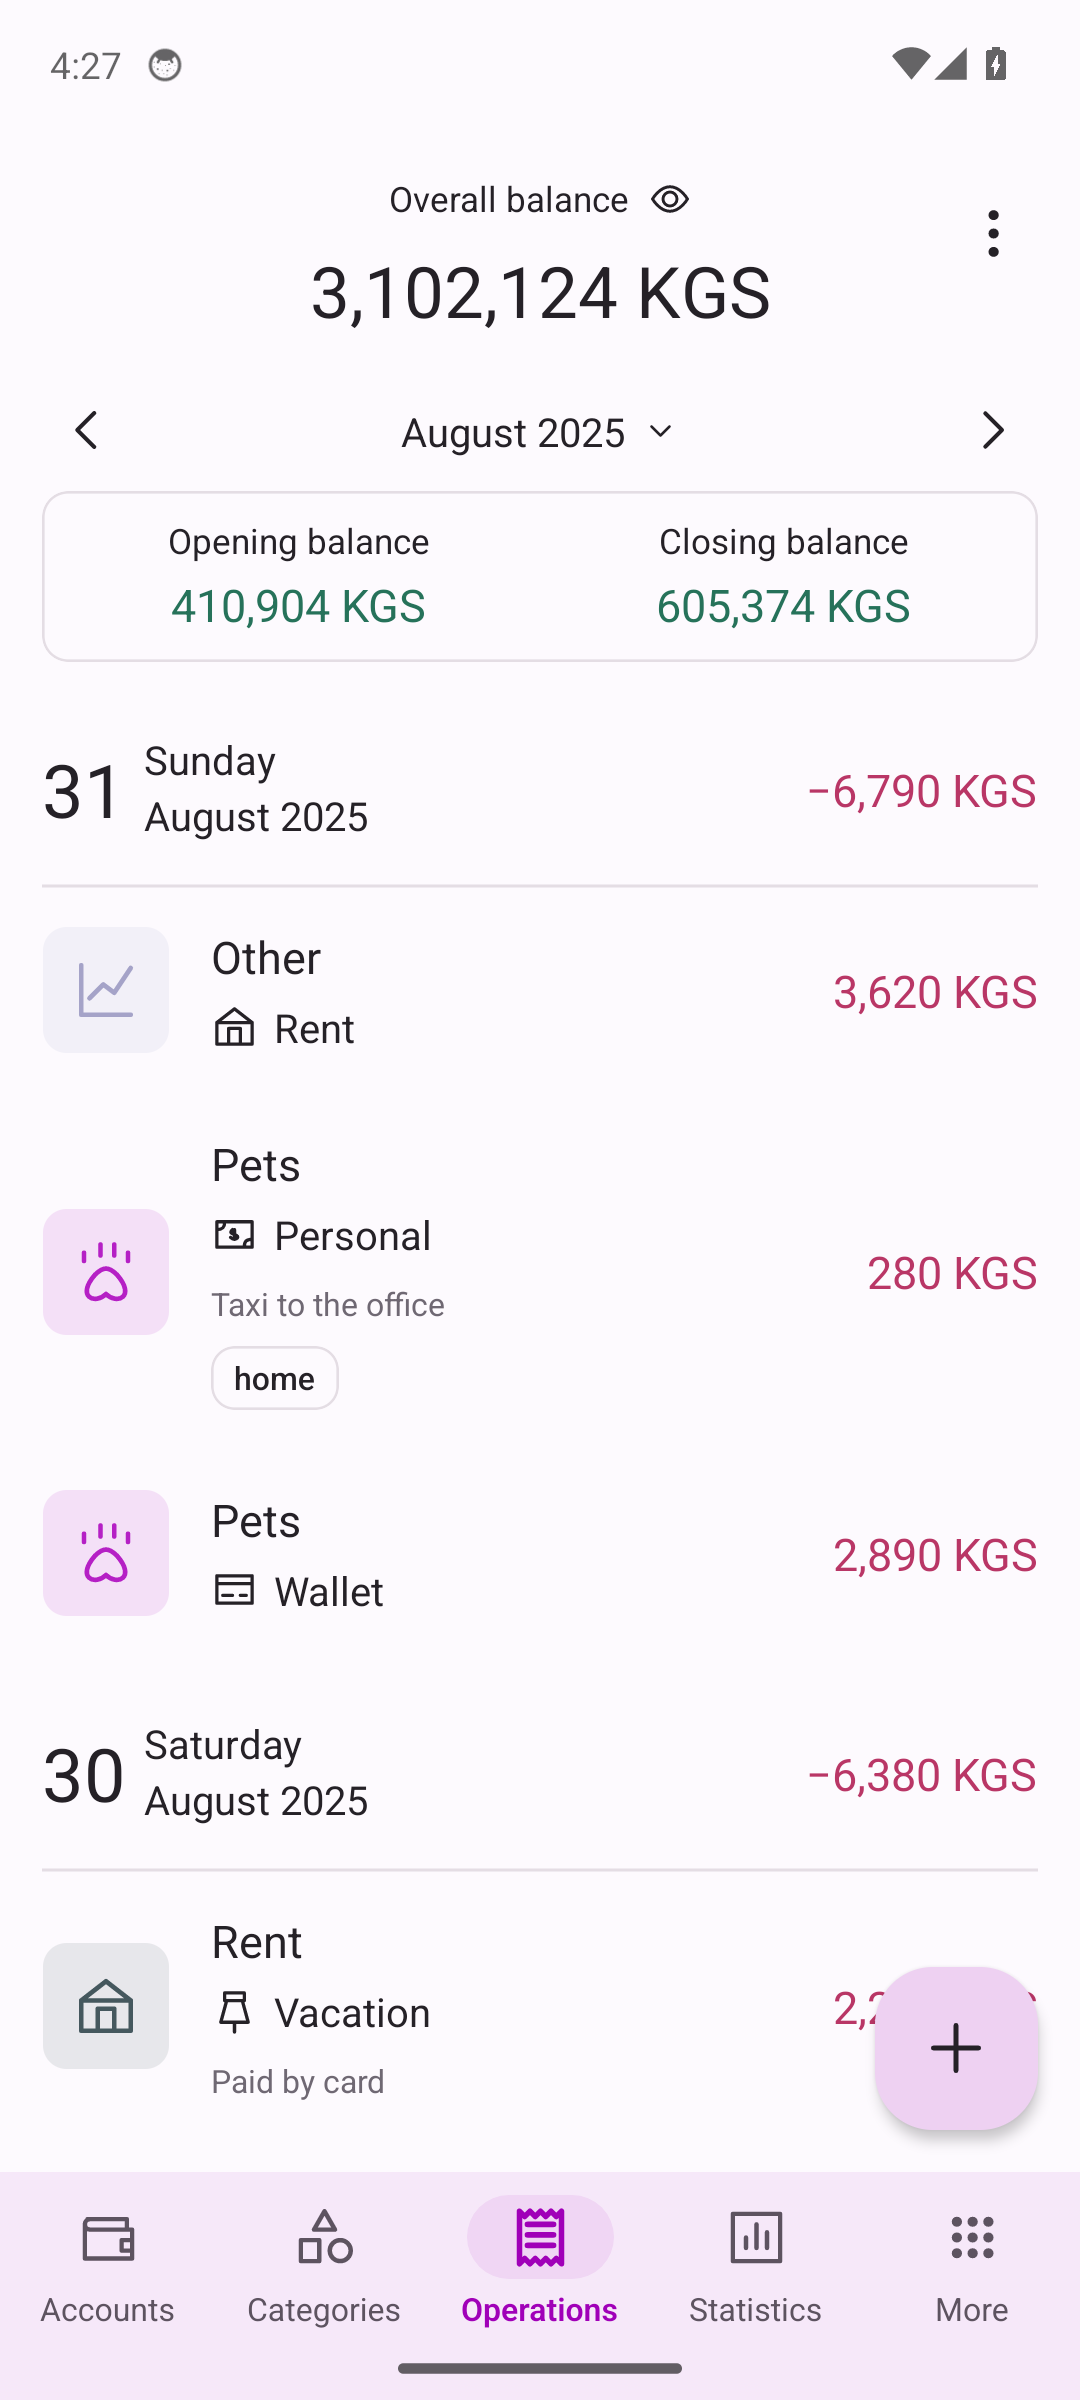 4:27
Overall balance
3,102,124 KGS
August 2025
Opening balance
410,904 KGS
Closing balance
605,374 KGS
31
Sunday
August 2025
−6,790 KGS
Other
Rent
3,620 KGS
Pets
Personal
Taxi to the office
home
280 KGS
Pets
Wallet
2,890 KGS
30
Saturday
August 2025
−6,380 KGS
Rent
Vacation
Paid by card
Accounts
Categories
Operations
Statistics
More